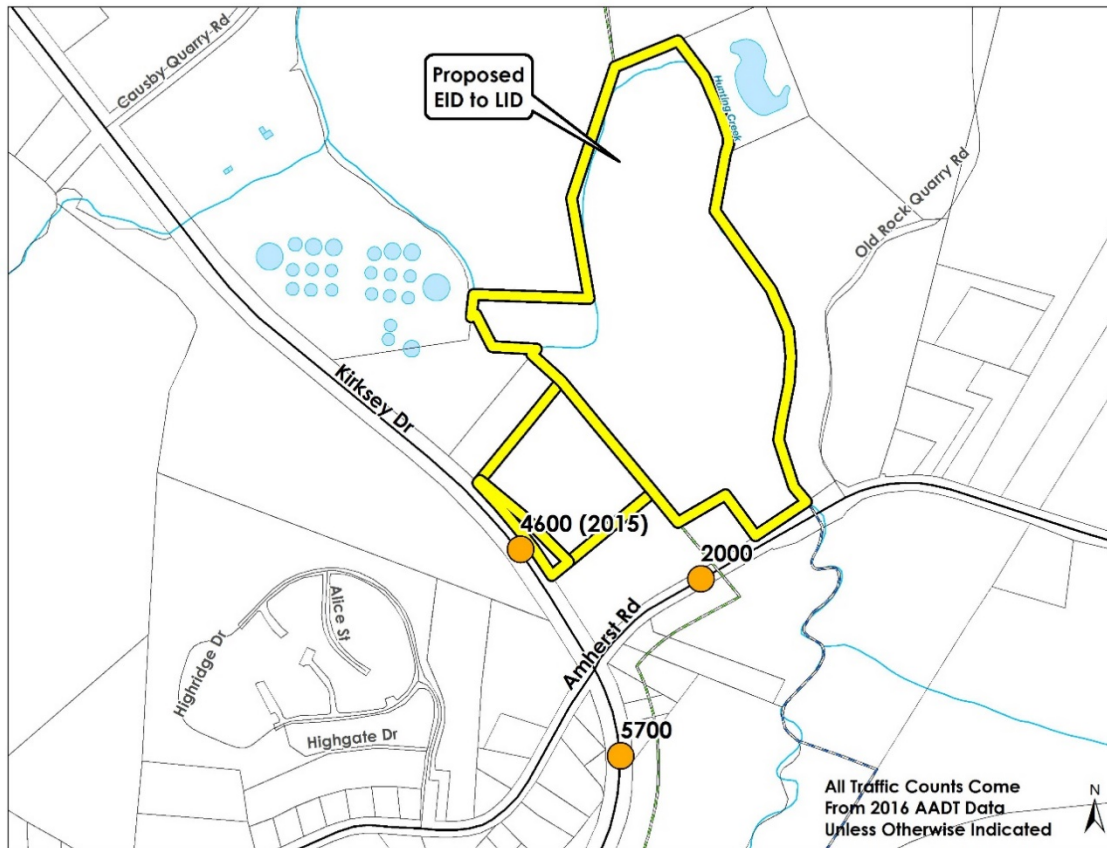 Causby Quarry Rd
Proposed
EID to LID
Hunting Creek
Old Rock Quarry Rd
Kirksey Dr
4600 (2015)
2000
Alice St
Amherst Rd
Highridge Dr
Highgate Dr
5700
All Traffic Counts Come
From 2016 AADT Data
Unless Otherwise Indicated
N